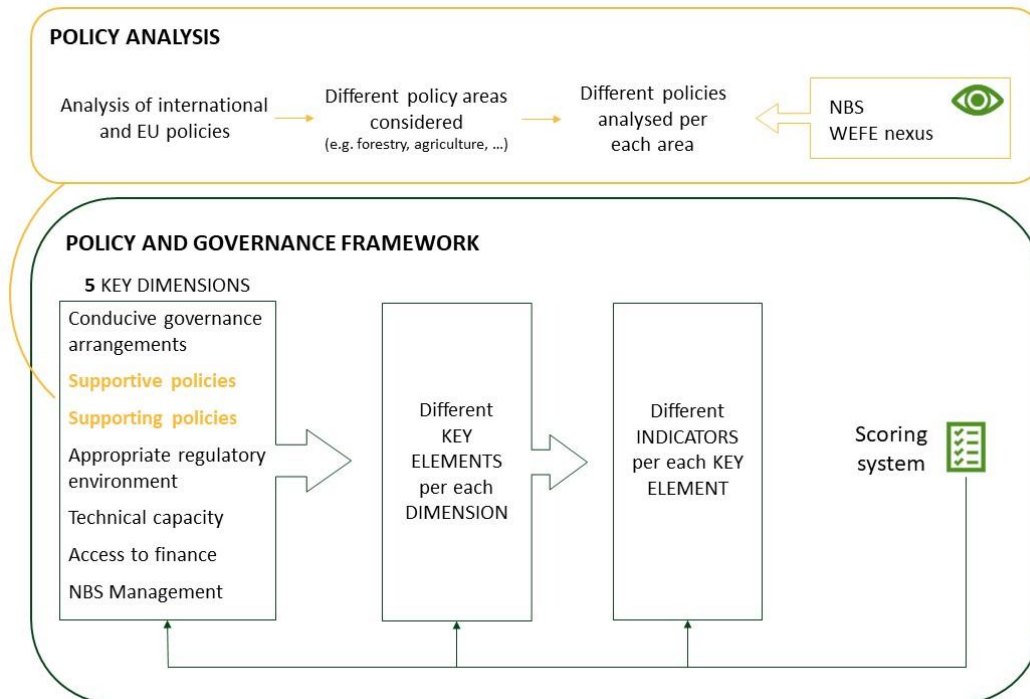 POLICY ANALYSIS
Analysis of international
and EU policies
Different policy areas
considered
(e.g. forestry, agriculture, ...)
Different policies
analysed per
each area
NBS
WEFE nexus
POLICY AND GOVERNANCE FRAMEWORK
5 KEY DIMENSIONS
Conducive governance
arrangements
Supportive policies
Supporting policies
Appropriate regulatory
environment
Technical capacity
Access to finance
NBS Management
Different
KEY
ELEMENTS
per each
DIMENSION
Different
INDICATORS
per each KEY
ELEMENT
Scoring
system